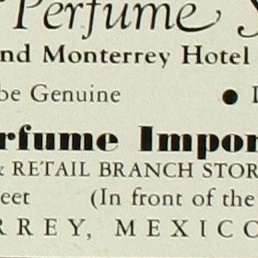 Perfume
nd Monterrey Hotel
be Genuine ●
rfume Impor
& RETAIL BRANCH STOR
eet (In front of the
RREY, MEXICO